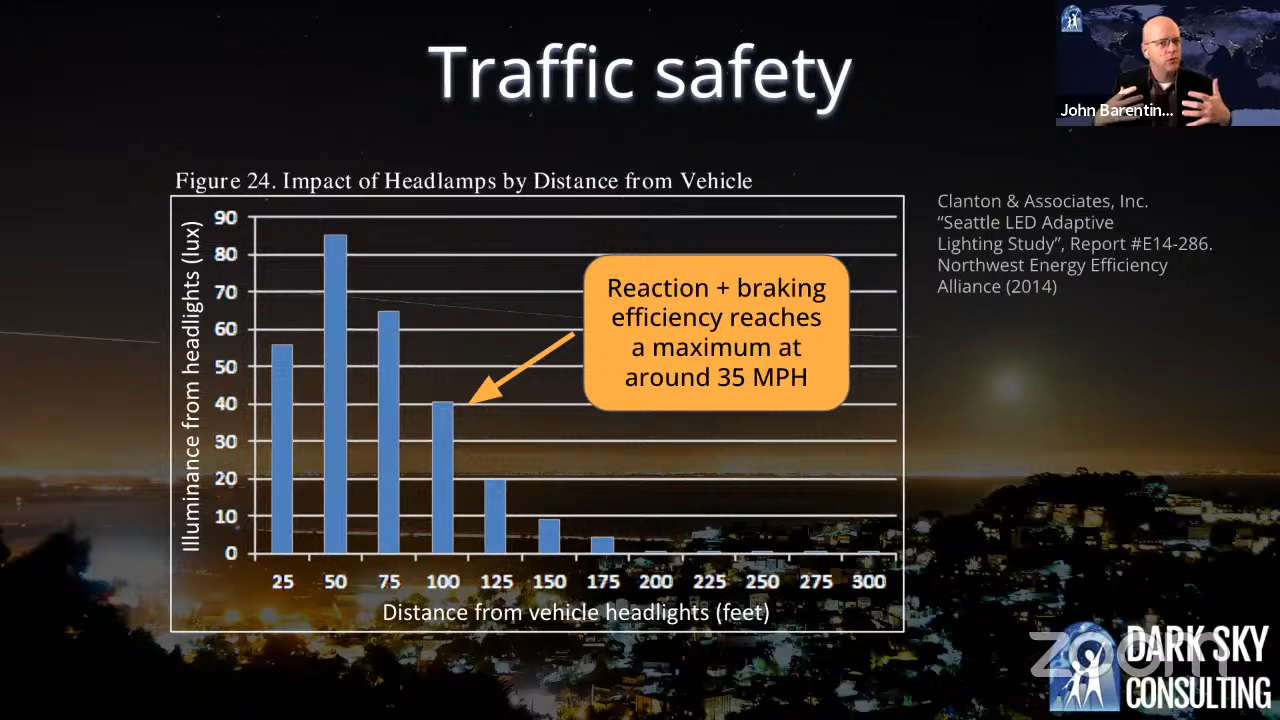 Traffic safety
John Barentin...
Figure 24. Impact of Headlamps by Distance from Vehicle
Clanton & Associates, Inc.
“Seattle LED Adaptive
Lighting Study”, Report #E14-286.
Northwest Energy Efficiency
Alliance (2014)
Illuminance from headlights (lux)
90
80
70
60
50
40
30
20
10
0
Reaction + braking
efficiency reaches
a maximum at
around 35 MPH
25 50 75 100 125 150 175 200 225 250 275 300
Distance from vehicle headlights (feet)
zoom
DARK SKY
CONSULTING